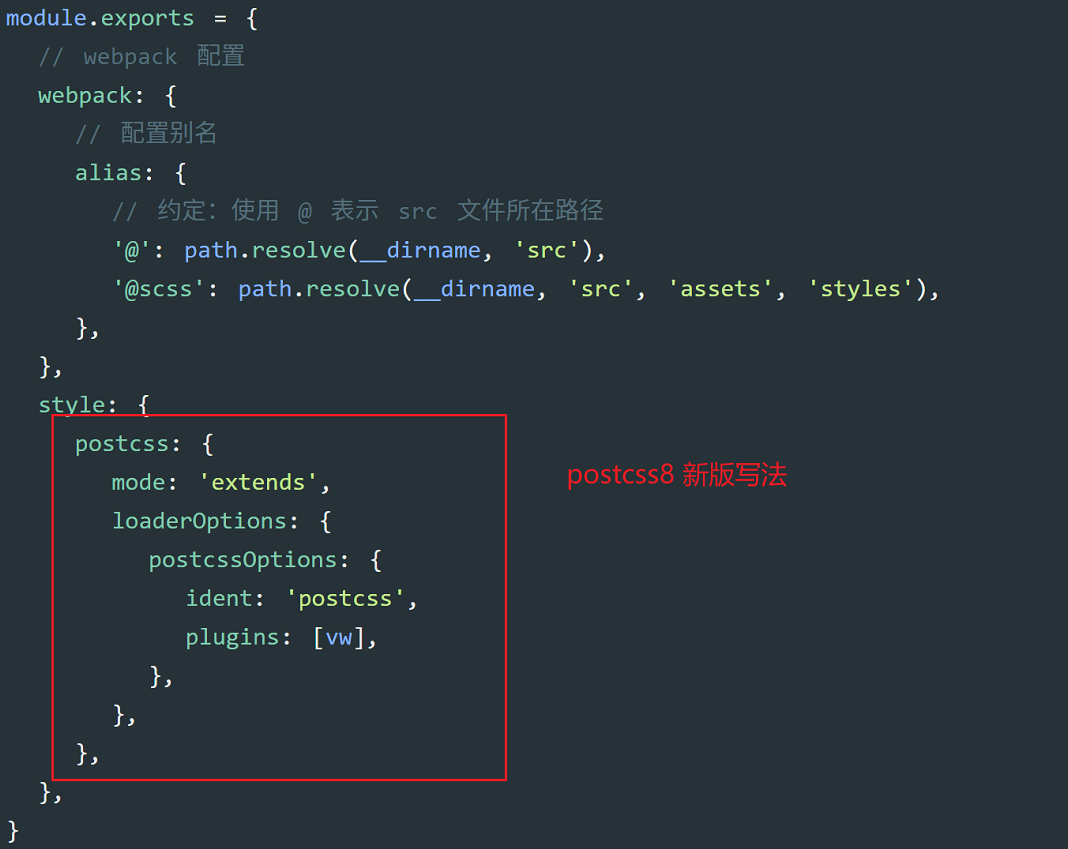 module.exports = {
  // webpack 配置
  webpack: {
    // 配置别名
    alias: {
      // 约定：使用 @ 表示 src 文件所在路径
      '@': path.resolve(__dirname, 'src'),
      '@scss': path.resolve(__dirname, 'src', 'assets', 'styles'),
    },
  },
  style: {
    postcss: {
      mode: 'extends',
postcss8 新版写法
      loaderOptions: {
        postcssOptions: {
          ident: 'postcss',
          plugins: [vw],
        },
      },
    },
  },
}